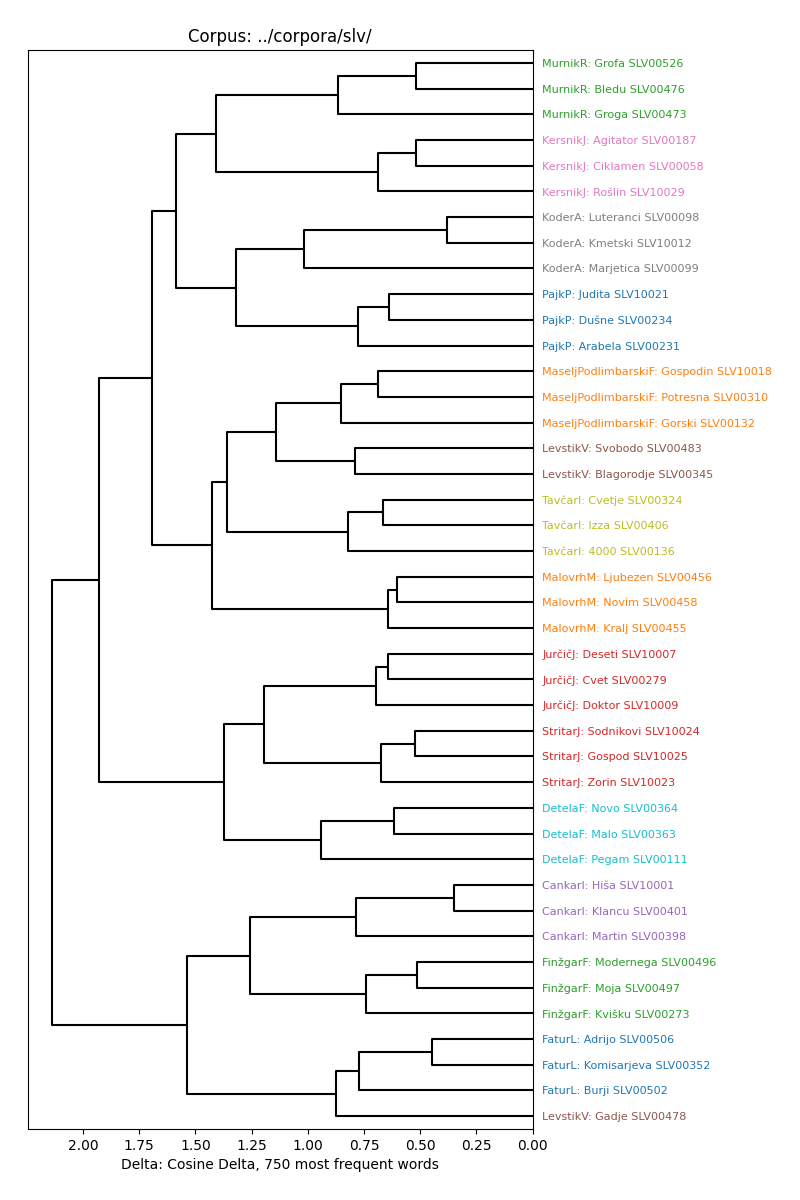 Corpus: ../corpora/slv/
MurnikR: Grofa SLV00526
MurnikR: Bledu SLV00476
MurnikR: Groga SLV00473
KersnikJ: Agitator SLV00187
KersnikJ: Ciklamen SLV00058
KersnikJ: Rošlin SLV10029
KoderA: Luteranci SLV00098
KoderA: Kmetski SLV10012
KoderA: Marjetica SLV00099
PajkP: Judita SLV10021
PajkP: Dušne SLV00234
PajkP: Arabela SLV00231
MaseljPodlimbarskiF: Gospodin SLV10018
MaseljPodlimbarskiF: Potresna SLV00310
MaseljPodlimbarskiF: Gorski SLV00132
LevstikV: Svobodo SLV00483
LevstikV: Blagorodje SLV00345
TavčarI: Cvetje SLV00324
TavčarI: Izza SLV00406
TavčarI: 4000 SLV00136
MalovrhM: Ljubezen SLV00456
MalovrhM: Novim SLV00458
MalovrhM: Kralj SLV00455
JurčičJ: Deseti SLV10007
JurčičJ: Cvet SLV00279
JurčičJ: Doktor SLV10009
StritarJ: Sodnikovi SLV10024
StritarJ: Gospod SLV10025
StritarJ: Zorin SLV10023
DetelaF: Novo SLV00364
DetelaF: Malo SLV00363
DetelaF: Pegam SLV00111
CankarI: Hiša SLV10001
CankarI: Klancu SLV00401
CankarI: Martin SLV00398
FinžgarF: Modernega SLV00496
FinžgarF: Moja SLV00497
FinžgarF: Kvišku SLV00273
FaturL: Adrijo SLV00506
FaturL: Komisarjeva SLV00352
FaturL: Burji SLV00502
LevstikV: Gadje SLV00478
2.00 1.75 1.50 1.25 1.00 0.75 0.50 0.25 0.00
Delta: Cosine Delta, 750 most frequent words